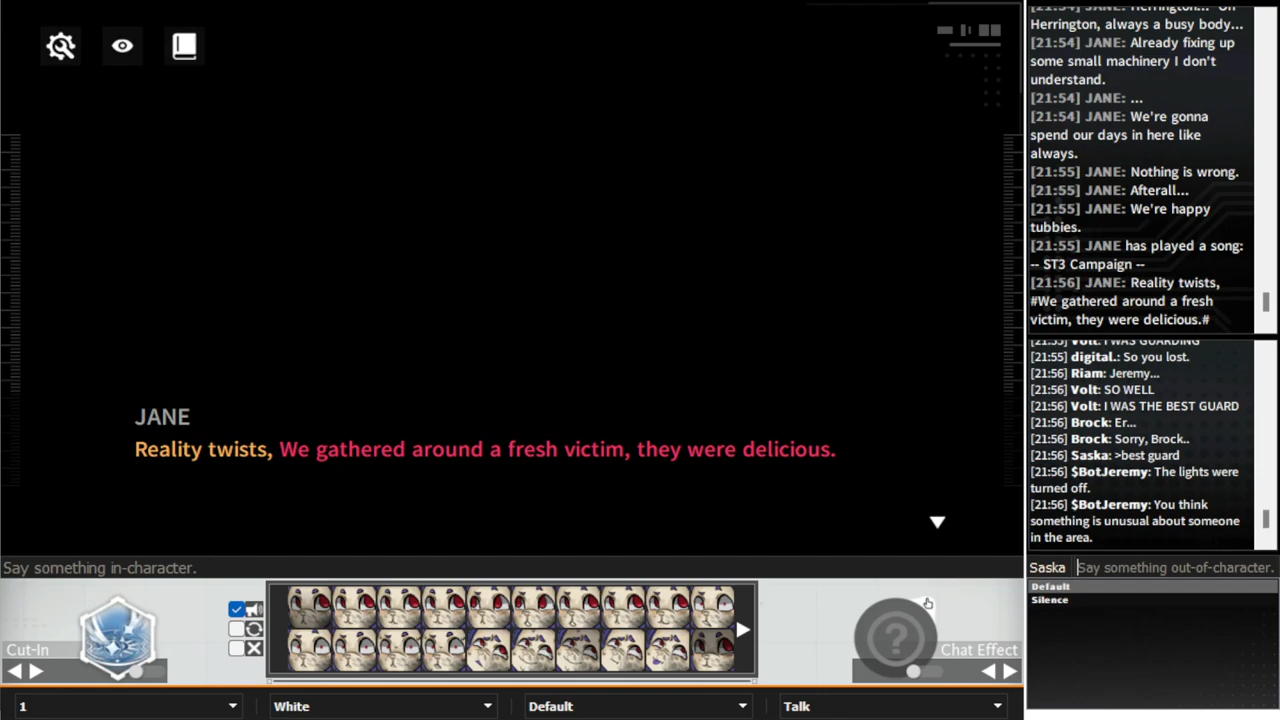 Herrington, always a busy body...
[21:54] JANE: Already fixing up
some small machinery I don't
understand.
[21:54] JANE: ...
[21:54] JANE: We're gonna
spend our days in here like
always.
[21:55] JANE: Nothing is wrong.
[21:55] JANE: Afterall...
[21:55] JANE: We're happy
tubbies.
[21:55] JANE has played a song:
-- ST3 Campaign --
[21:56] JANE: Reality twists,
#We gathered around a fresh
victim, they were delicious.#
[21:55] Volt: I WAS GUARDING
[21:55] digital.: So you lost.
[21:56] Riam: Jeremy...
[21:56] Volt: SO WELL
[21:56] Volt: I WAS THE BEST GUARD
[21:56] Brock: Er...
[21:56] Brock: Sorry, Brock..
[21:56] Saska: >best guard
[21:56] $BotJeremy: The lights were
turned off.
[21:56] $BotJeremy: You think
something is unusual about someone
in the area.
JANE
Reality twists, We gathered around a fresh victim, they were delicious.
Say something in-character.
Saska
Say something out-of-character.
Default
Silence
Cut-In
?
Chat Effect
1
White
Default
Talk